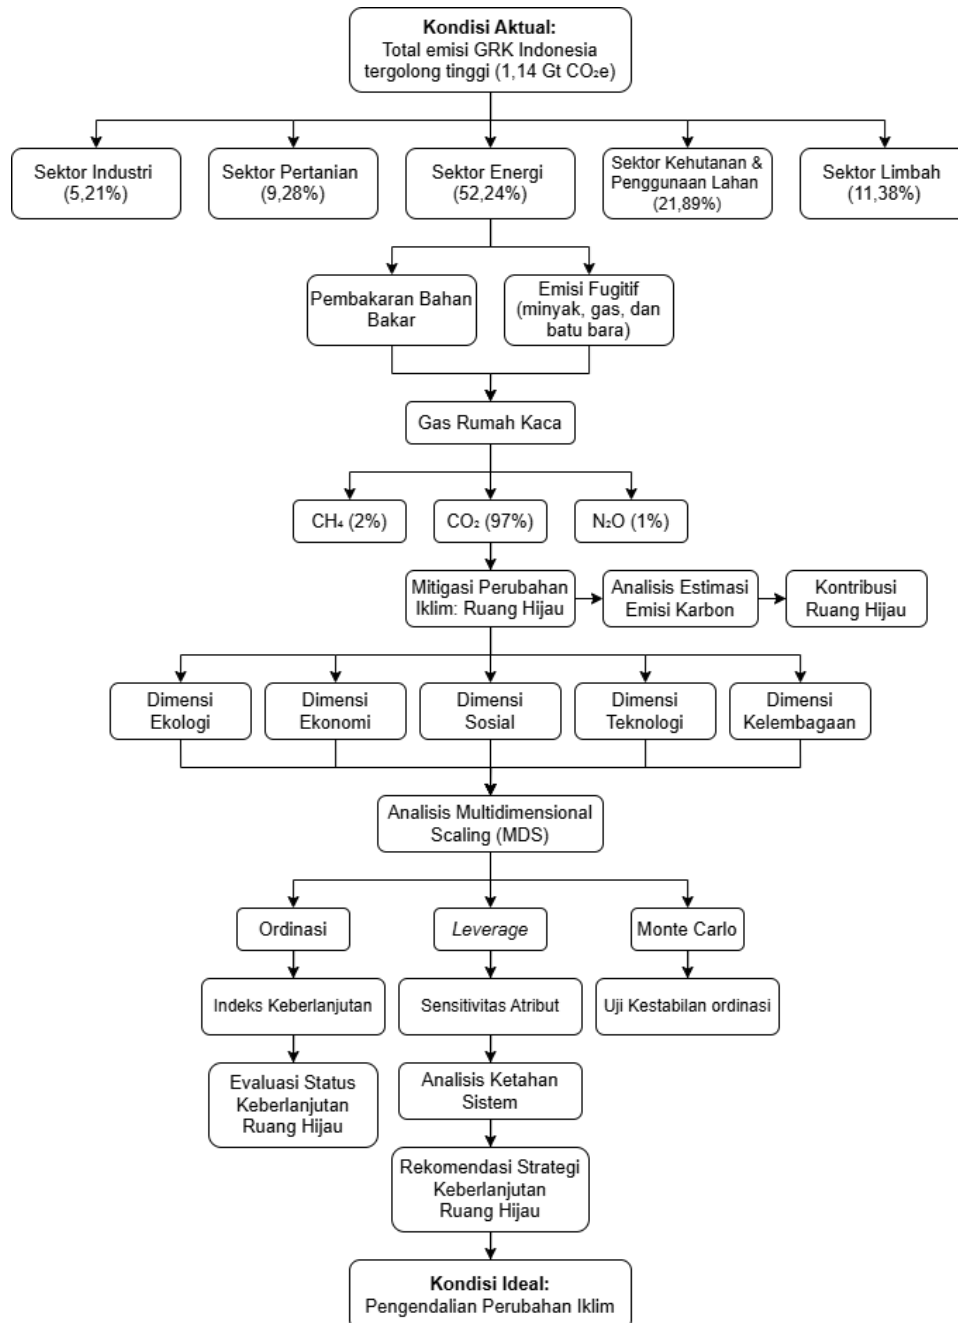 Kondisi Aktual:
Total emisi GRK Indonesia
tergolong tinggi (1,14 Gt CO₂e)
Sektor Industri
(5,21%)
Sektor Pertanian
(9,28%)
Sektor Energi
(52,24%)
Sektor Kehutanan &
Penggunaan Lahan
(21,89%)
Sektor Limbah
(11,38%)
Pembakaran Bahan
Bakar
Emisi Fugitif
(minyak, gas, dan
batu bara)
Gas Rumah Kaca
CH₄ (2%)
CO₂ (97%)
N₂O (1%)
Mitigasi Perubahan
Iklim: Ruang Hijau
Analisis Estimasi
Emisi Karbon
Kontribusi
Ruang Hijau
Dimensi
Ekologi
Dimensi
Ekonomi
Dimensi
Sosial
Dimensi
Teknologi
Dimensi
Kelembagaan
Analisis Multidimensional
Scaling (MDS)
Ordinasi
Leverage
Monte Carlo
Indeks Keberlanjutan
Sensitivitas Atribut
Uji Kestabilan ordinasi
Evaluasi Status
Keberlanjutan
Ruang Hijau
Analisis Ketahan
Sistem
Rekomendasi Strategi
Keberlanjutan
Ruang Hijau
Kondisi Ideal:
Pengendalian Perubahan Iklim